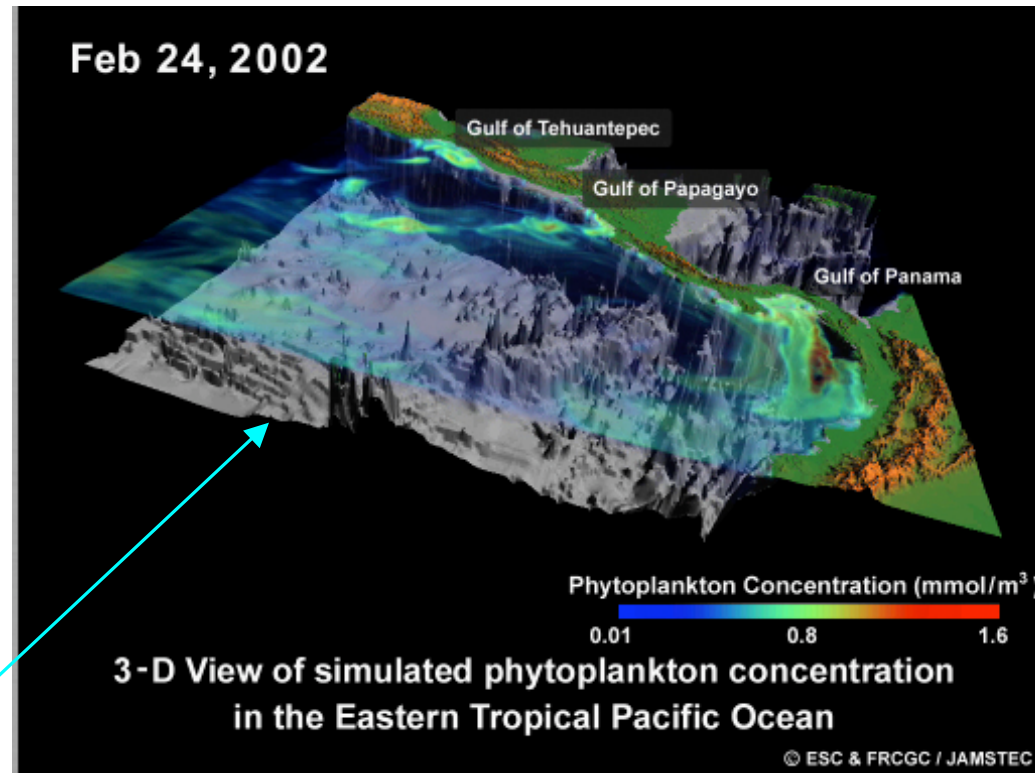 Feb 24, 2002
Gulf of Tehuantepec
Gulf of Papagayo
Gulf of Panama
Phytoplankton Concentration (mmol/m³)
0.01 0.8 1.6
3-D View of simulated phytoplankton concentration
in the Eastern Tropical Pacific Ocean
© ESC & FRCGC / JAMSTEC